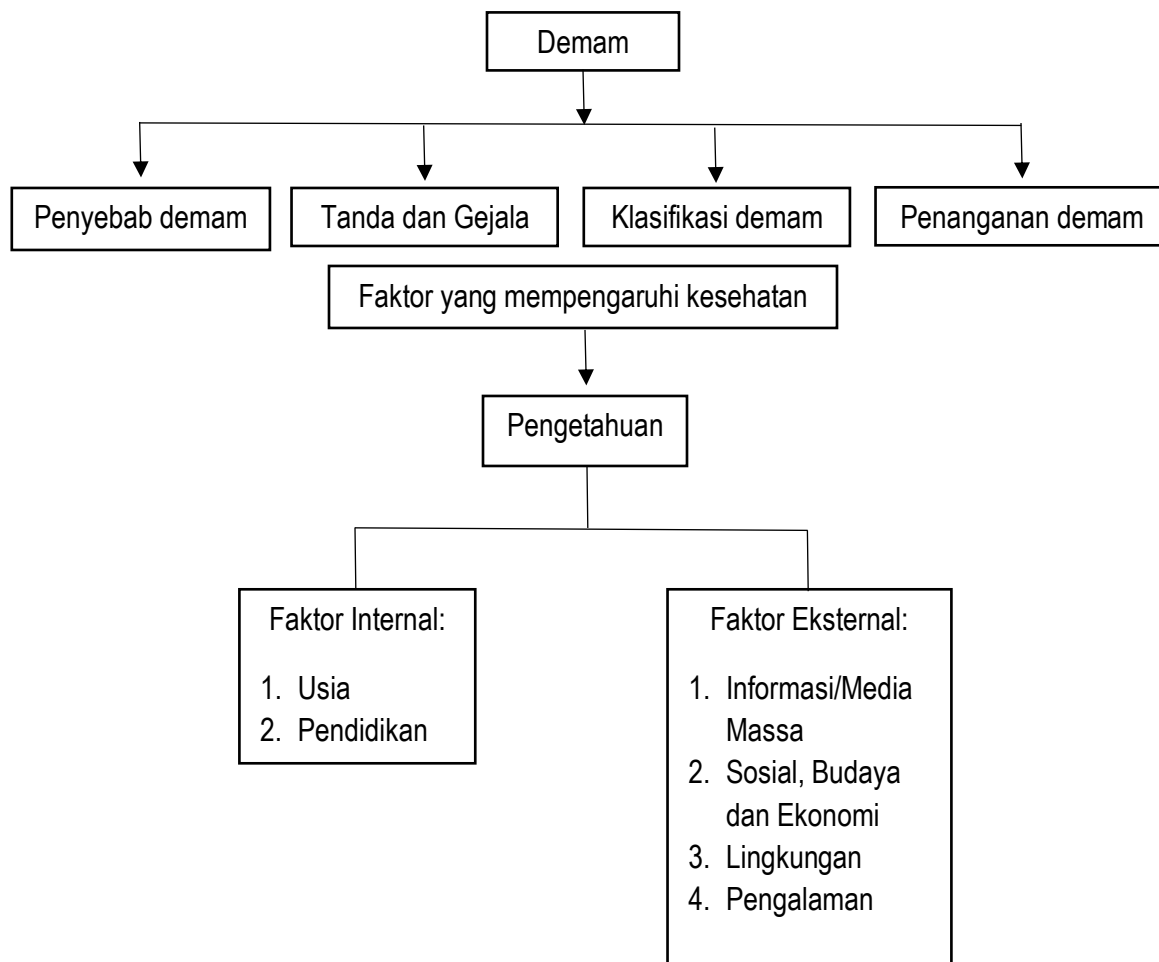 Demam
Penyebab demam
Tanda dan Gejala
Klasifikasi demam
Penanganan demam
Faktor yang mempengaruhi kesehatan
Pengetahuan
Faktor Internal:
1. Usia
2. Pendidikan
Faktor Eksternal:
1. Informasi/Media
Massa
2. Sosial, Budaya
dan Ekonomi
3. Lingkungan
4. Pengalaman